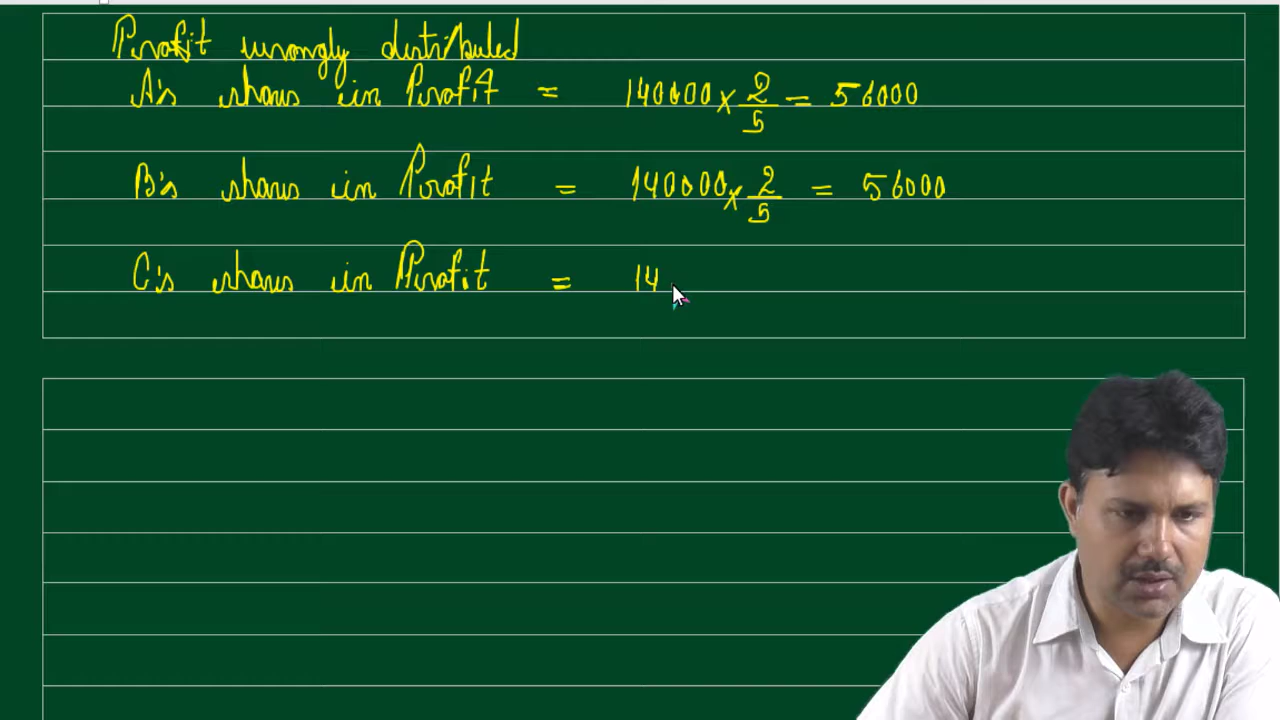 Profit wrongly distributed
A's share in Profit = 140000 × 2/5 = 56000
B's share in Profit = 140000 × 2/5 = 56000
C's share in Profit = 14